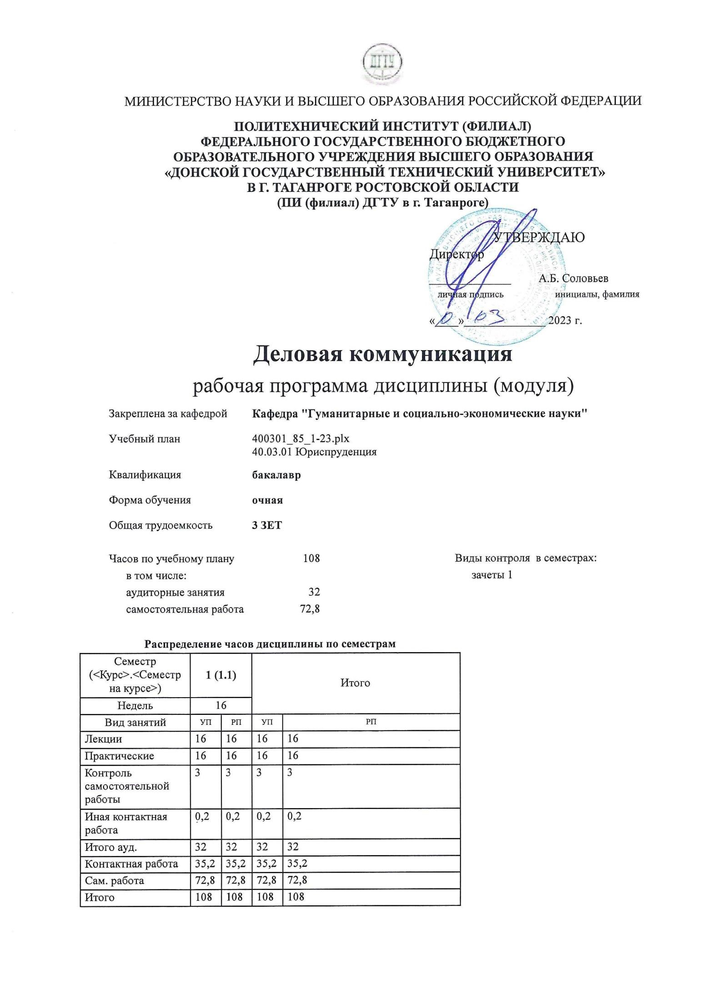 ДГТУ
МИНИСТЕРСТВО НАУКИ И ВЫСШЕГО ОБРАЗОВАНИЯ РОССИЙСКОЙ ФЕДЕРАЦИИ
ПОЛИТЕХНИЧЕСКИЙ ИНСТИТУТ (ФИЛИАЛ)
ФЕДЕРАЛЬНОГО ГОСУДАРСТВЕННОГО БЮДЖЕТНОГО
ОБРАЗОВАТЕЛЬНОГО УЧРЕЖДЕНИЯ ВЫСШЕГО ОБРАЗОВАНИЯ
«ДОНСКОЙ ГОСУДАРСТВЕННЫЙ ТЕХНИЧЕСКИЙ УНИВЕРСИТЕТ»
В Г. ТАГАНРОГЕ РОСТОВСКОЙ ОБЛАСТИ
(ПИ (филиал) ДГТУ в г. Таганроге)
УТВЕРЖДАЮ
Директор
А.Б. Соловьев
личная подпись инициалы, фамилия
« » 03 2023 г.
Деловая коммуникация
рабочая программа дисциплины (модуля)
Закреплена за кафедрой Кафедра "Гуманитарные и социально-экономические науки"
Учебный план 400301_85_1-23.plx
40.03.01 Юриспруденция
Квалификация бакалавр
Форма обучения очная
Общая трудоемкость 3 ЗЕТ
Часов по учебному плану 108 Виды контроля в семестрах:
в том числе: зачеты 1
аудиторные занятия 32
самостоятельная работа 72,8
Распределение часов дисциплины по семестрам
Семестр
(<Курс>.<Семестр
на курсе>) 1 (1.1) Итого
Недель 16
Вид занятий УП РП УП РП
Лекции 16 16 16 16
Практические 16 16 16 16
Контроль 3 3 3 3
самостоятельной
работы
Иная контактная 0,2 0,2 0,2 0,2
работа
Итого ауд. 32 32 32 32
Контактная работа 35,2 35,2 35,2 35,2
Сам. работа 72,8 72,8 72,8 72,8
Итого 108 108 108 108